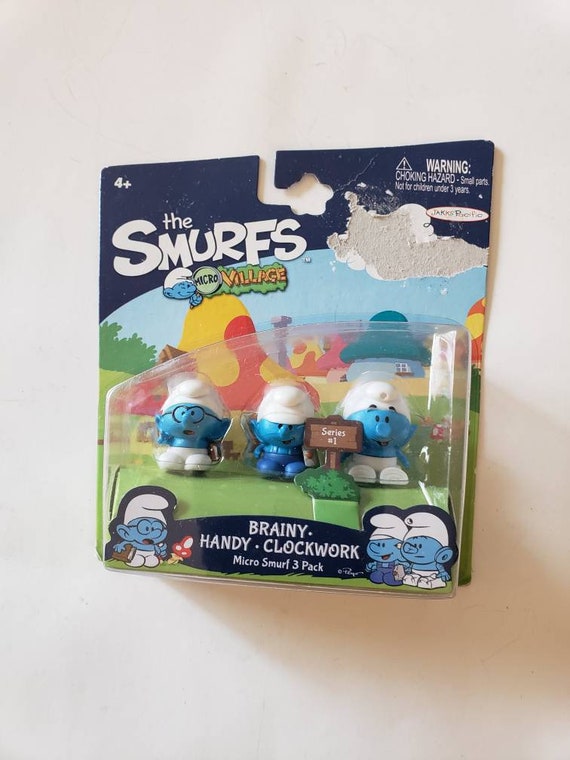 4+
WARNING:
CHOKING HAZARD - Small parts.
Not for children under 3 years.
JAKKS Pacific
the
SMURFS
MICRO VILLAGE
Series
#1
BRAINY·
HANDY · CLOCKWORK
Micro Smurf 3 Pack
© Peyo